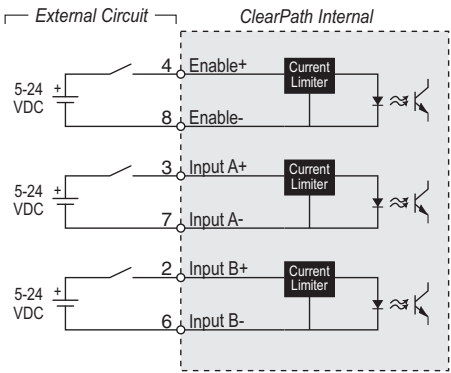 External Circuit
ClearPath Internal
4 Enable+
Current
Limiter
5-24
VDC
+
8 Enable-
3 Input A+
Current
Limiter
5-24
VDC
+
7 Input A-
2 Input B+
Current
Limiter
5-24
VDC
+
6 Input B-